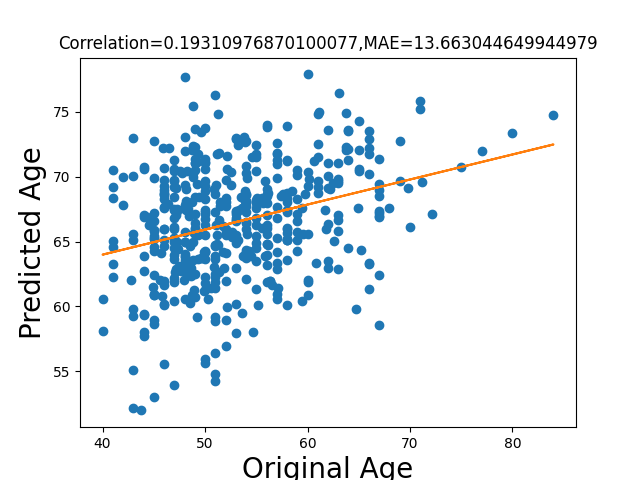 Correlation=0.19310976870100077,MAE=13.663044649944979
Predicted Age
75
70
65
60
55
40 50 60 70 80
Original Age